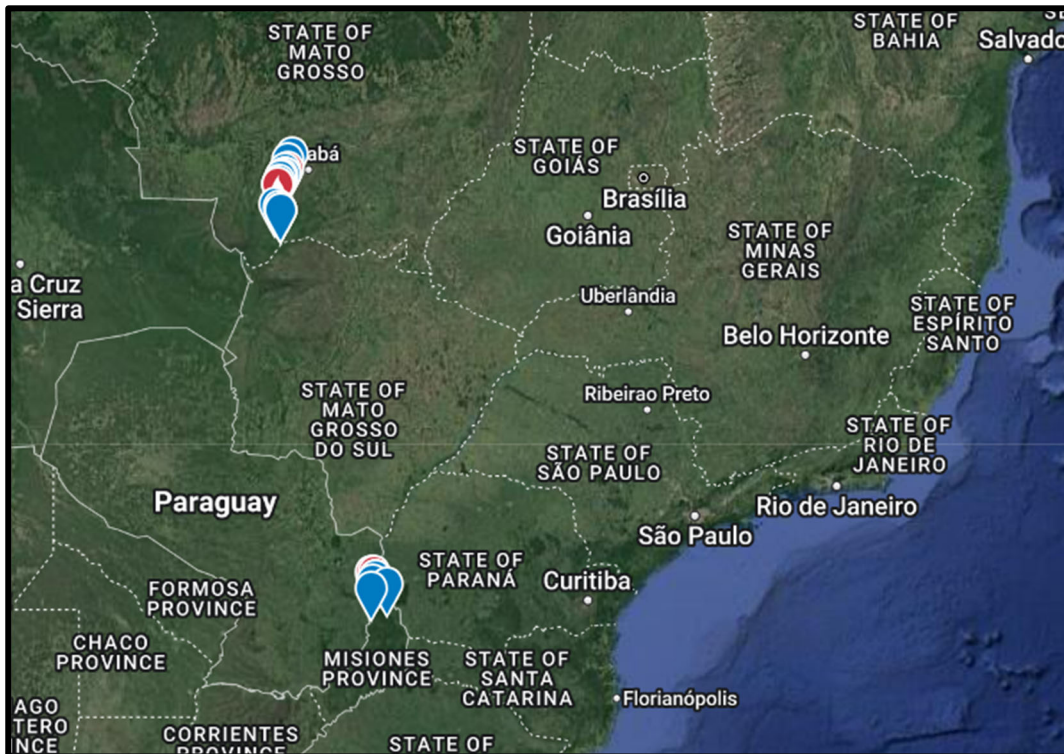 STATE OF
MATO
GROSSO
STATE OF
BAHIA
Salvado
abá
STATE OF
GOIÁS
Brasília
Goiânia
STATE OF
MINAS
GERAIS
a Cruz
Sierra
Uberlândia
STATE OF
ESPÍRITO
SANTO
Belo Horizonte
STATE OF
MATO
GROSSO
DO SUL
Ribeirao Preto
STATE OF
RIO DE
JANEIRO
STATE OF
SÃO PAULO
Paraguay
Rio de Janeiro
São Paulo
STATE OF
PARANÁ
Curitiba
FORMOSA
PROVINCE
CHACO
PROVINCE
MISIONES
PROVINCE
STATE OF
SANTA
CATARINA
Florianópolis
AGO
TERO
NCE
CORRIENTES
PROVINCE
STATE OF